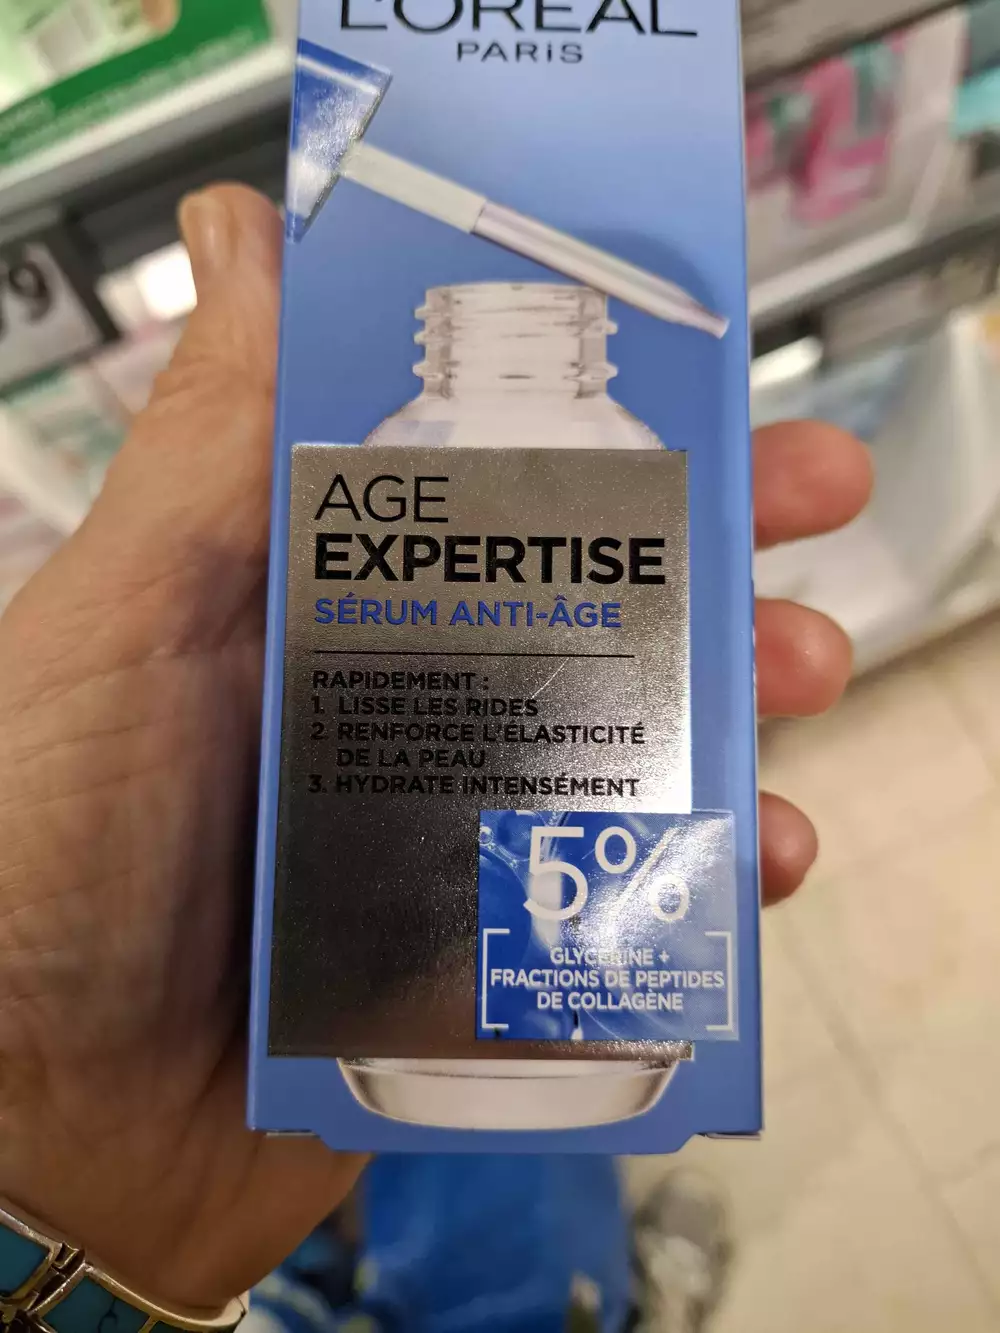 L'ORÉAL
PARIS
AGE
EXPERTISE
SÉRUM ANTI-ÂGE
RAPIDEMENT :
1. LISSE LES RIDES
2. RENFORCE L'ÉLASTICITÉ
DE LA PEAU
3. HYDRATE INTENSÉMENT
5%
GLYCERINE +
FRACTIONS DE PEPTIDES
DE COLLAGÈNE